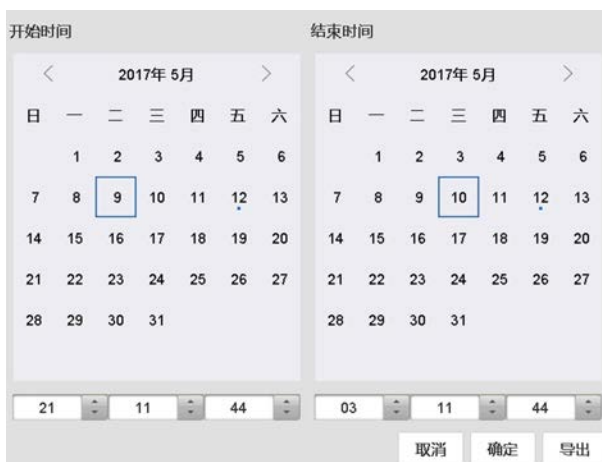 开始时间 结束时间
2017年 5月 2017年 5月
日 一 二 三 四 五 六 日 一 二 三 四 五 六
1 2 3 4 5 6 1 2 3 4 5 6
7 8 9 10 11 12 13 7 8 9 10 11 12 13
14 15 16 17 18 19 20 14 15 16 17 18 19 20
21 22 23 24 25 26 27 21 22 23 24 25 26 27
28 29 30 31 28 29 30 31
21 11 44 03 11 44
取消 确定 导出